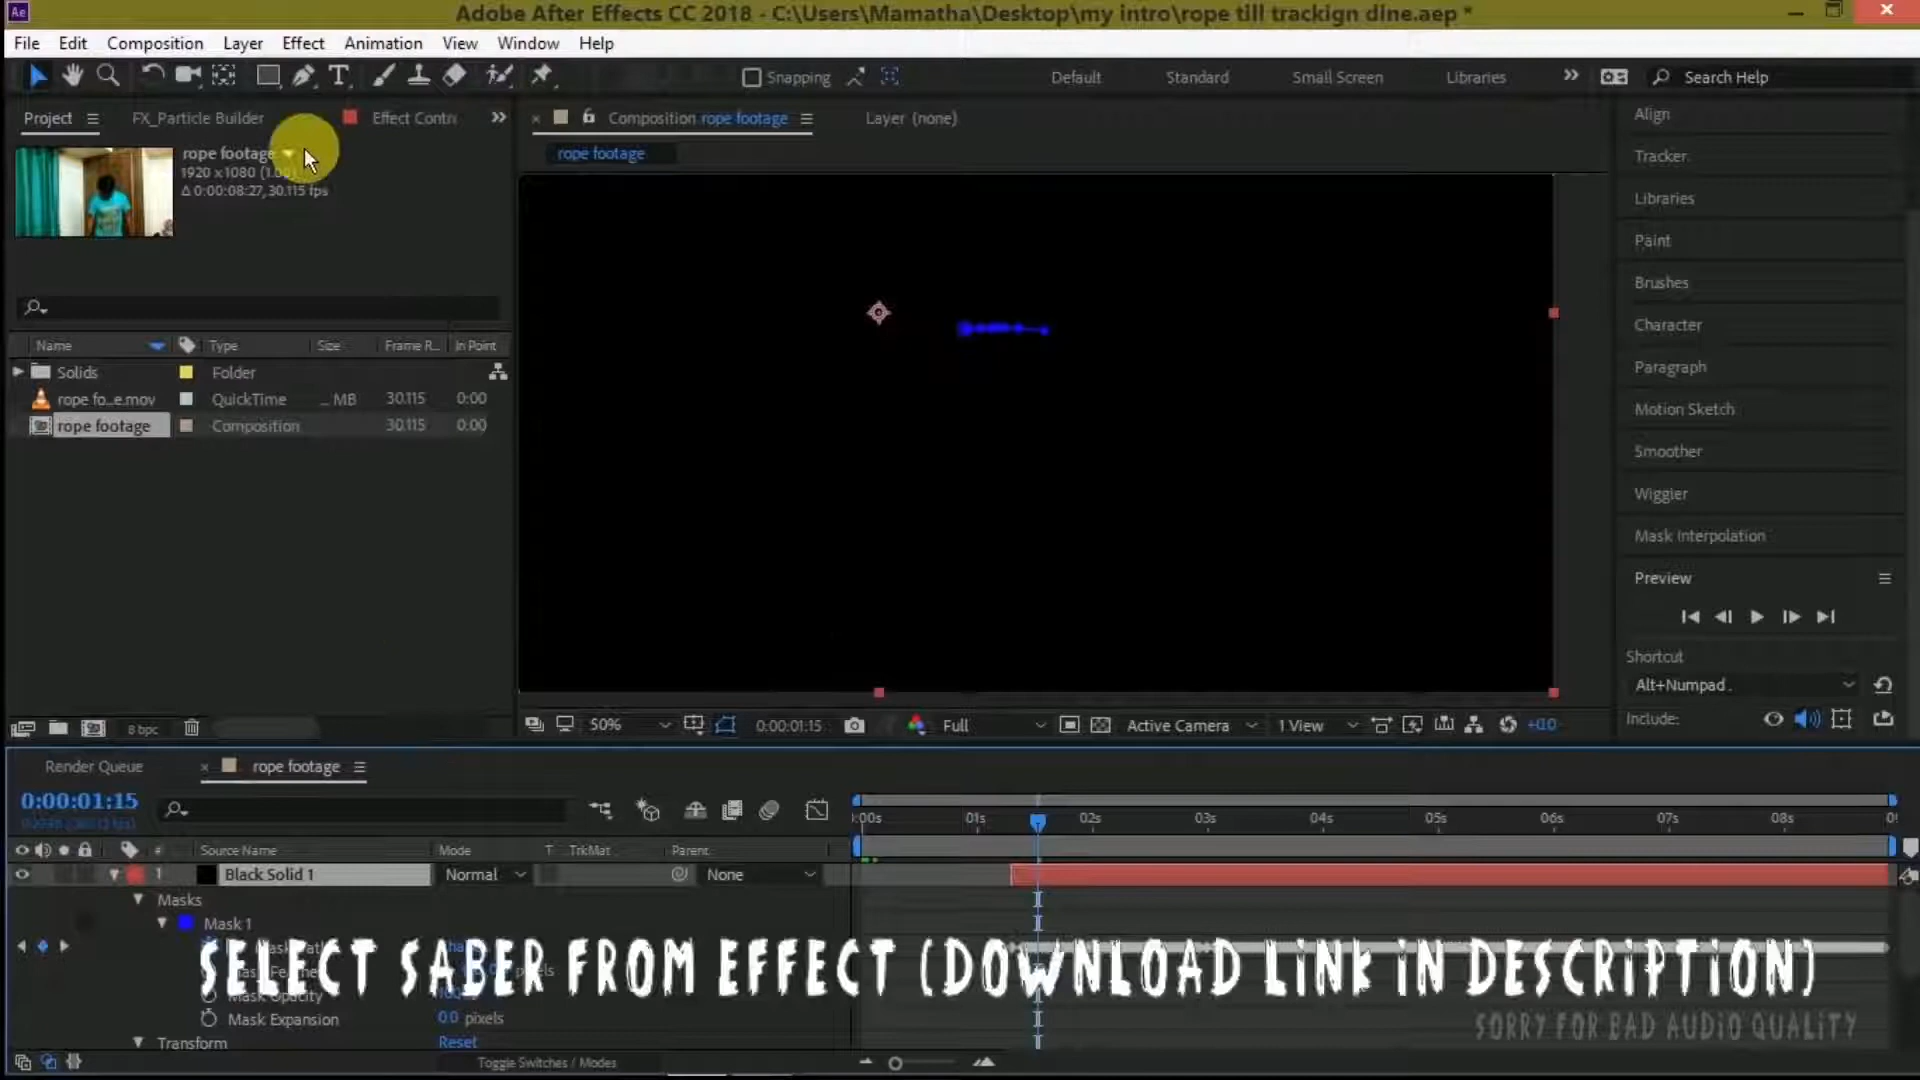 Ae Adobe After Effects CC 2018 - C:\Users\Mamatha\Desktop\my intro\rope till trackign dine.aep *
File Edit Composition Layer Effect Animation View Window Help
Snapping Default Standard Small Screen Libraries Search Help
Project FX_Particle Builder Effect Contr
Composition rope footage Layer (none)
rope footage
rope footage
1920 x 1080 (1.00)
Δ 0:00:08:27, 30.115 fps
Name Type Size Frame R... In Point
Solids Folder
rope fo...e.mov QuickTime ... MB 30.115 0:00
rope footage Composition 30.115 0:00
8 bpc
50% 0:00:01:15 Full Active Camera 1 View +0.0
Align
Tracker
Libraries
Paint
Brushes
Character
Paragraph
Motion Sketch
Smoother
Wiggler
Mask Interpolation
Preview
Shortcut
Alt+Numpad .
Include:
Render Queue rope footage
0:00:01:15
:00s 01s 02s 03s 04s 05s 06s 07s 08s
# Source Name Mode T TrkMat Parent
1 Black Solid 1 Normal None
Masks
Mask 1
SELECT SABER FROM EFFECT (DOWNLOAD LINK IN DESCRIPTION)
Mask Opacity
Mask Expansion 0.0 pixels
SORRY FOR BAD AUDIO QUALITY
Transform Reset
Toggle Switches / Modes